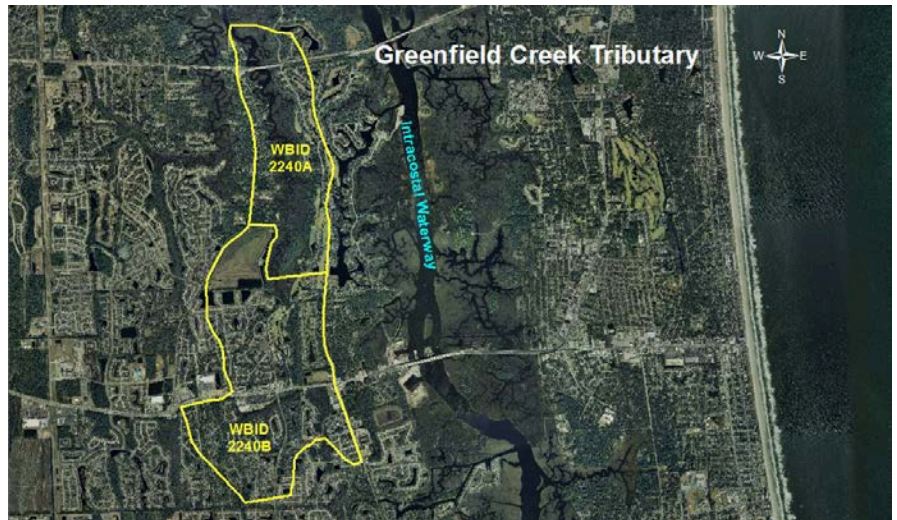 Greenfield Creek Tributary
N
W E
S
WBID
2240A
Intracostal Waterway
WBID
2240B